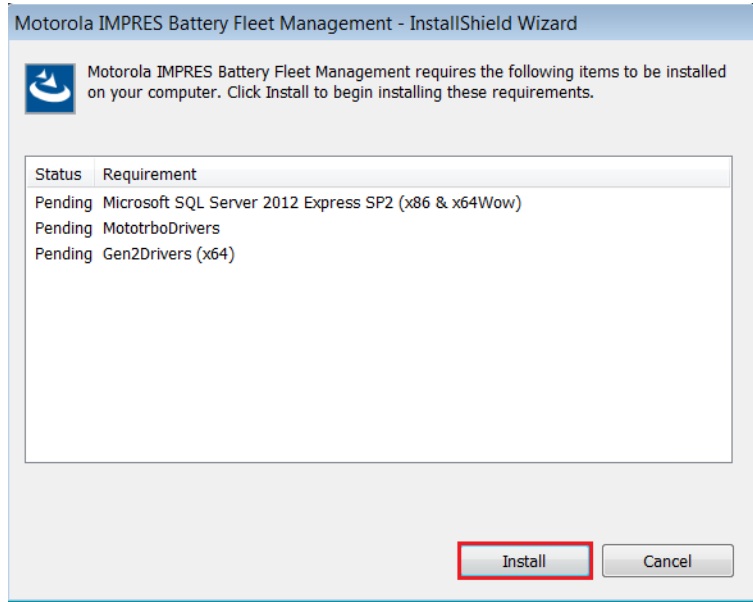 Motorola IMPRES Battery Fleet Management - InstallShield Wizard
Motorola IMPRES Battery Fleet Management requires the following items to be installed
on your computer. Click Install to begin installing these requirements.
Status Requirement
Pending Microsoft SQL Server 2012 Express SP2 (x86 & x64Wow)
Pending MototrboDrivers
Pending Gen2Drivers (x64)
Install Cancel